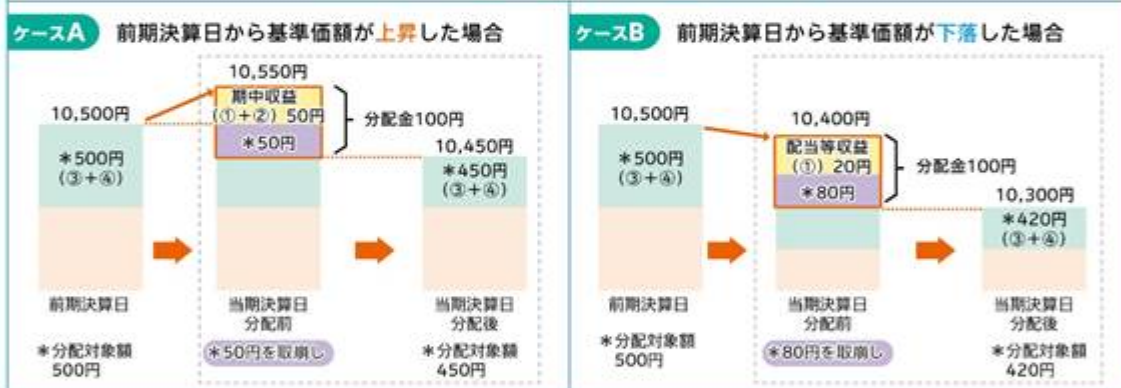 ケースA 前期決算日から基準価額が上昇した場合
10,550円
10,500円
期中収益
(①+②) 50円
*50円
分配金100円
10,450円
*500円
(③+④)
*450円
(③+④)
前期決算日
当期決算日
分配前
当期決算日
分配後
*分配対象額
500円
*50円を取崩し
*分配対象額
450円
ケースB 前期決算日から基準価額が下落した場合
10,500円
10,400円
配当等収益
(①) 20円
*80円
分配金100円
10,300円
*500円
(③+④)
*420円
(③+④)
前期決算日
当期決算日
分配前
当期決算日
分配後
*分配対象額
500円
*80円を取崩し
*分配対象額
420円